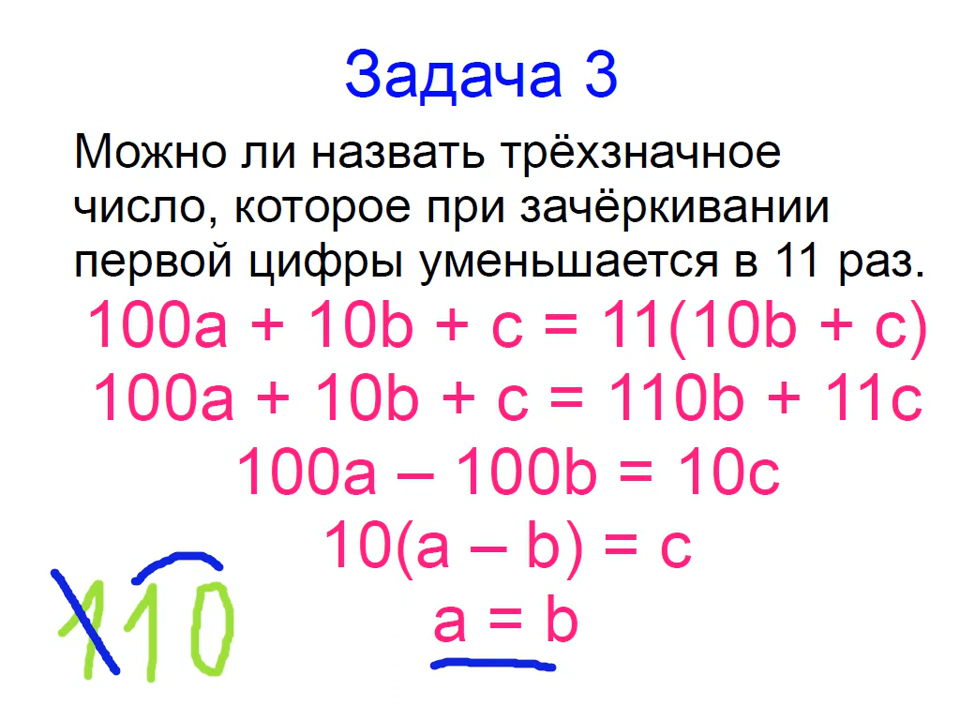 Задача 3
Можно ли назвать трёхзначное
число, которое при зачёркивании
первой цифры уменьшается в 11 раз.
100a + 10b + c = 11(10b + c)
100a + 10b + c = 110b + 11c
100a – 100b = 10c
10(a – b) = c
a = b
110